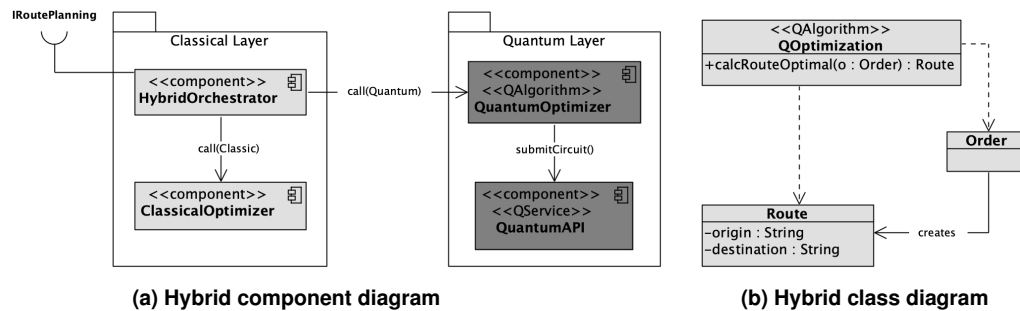 IRoutePlanning
Classical Layer
<<component>>
HybridOrchestrator
call(Classic)
<<component>>
ClassicalOptimizer
call(Quantum)
Quantum Layer
<<component>>
<<QAlgorithm>>
QuantumOptimizer
submitCircuit()
<<component>>
<<QService>>
QuantumAPI
(a) Hybrid component diagram
<<QAlgorithm>>
QOptimization
+calcRouteOptimal(o : Order) : Route
Order
Route
-origin : String
-destination : String
creates
(b) Hybrid class diagram